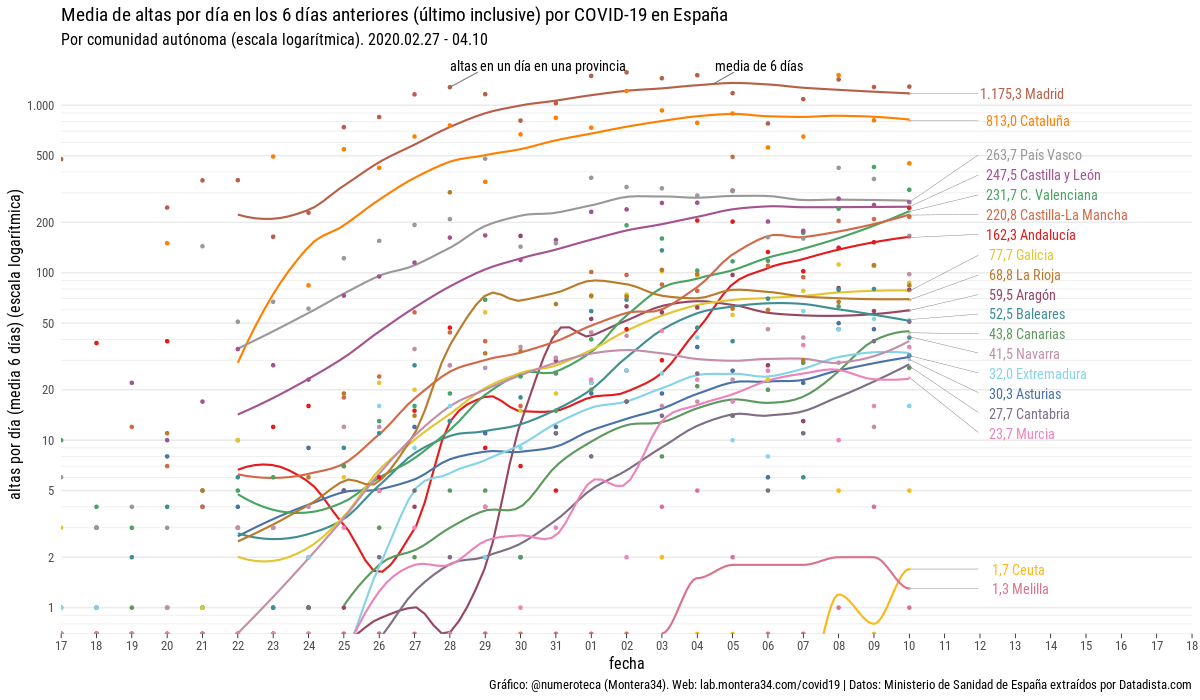 Media de altas por día en los 6 días anteriores (último inclusive) por COVID-19 en España
Por comunidad autónoma (escala logarítmica). 2020.02.27 - 04.10
altas en un día en una provincia
media de 6 días
altas por día (media 6 días) (escala logarítmica)
1.000
500
200
100
50
20
10
5
2
1
1.175,3 Madrid
813,0 Cataluña
263,7 País Vasco
247,5 Castilla y León
231,7 C. Valenciana
220,8 Castilla-La Mancha
162,3 Andalucía
77,7 Galicia
68,8 La Rioja
59,5 Aragón
52,5 Baleares
43,8 Canarias
41,5 Navarra
32,0 Extremadura
30,3 Asturias
27,7 Cantabria
23,7 Murcia
1,7 Ceuta
1,3 Melilla
17 18 19 20 21 22 23 24 25 26 27 28 29 30 31 01 02 03 04 05 06 07 08 09 10 11 12 13 14 15 16 17 18
fecha
Gráfico: @numeroteca (Montera34). Web: lab.montera34.com/covid19 | Datos: Ministerio de Sanidad de España extraídos por Datadista.com